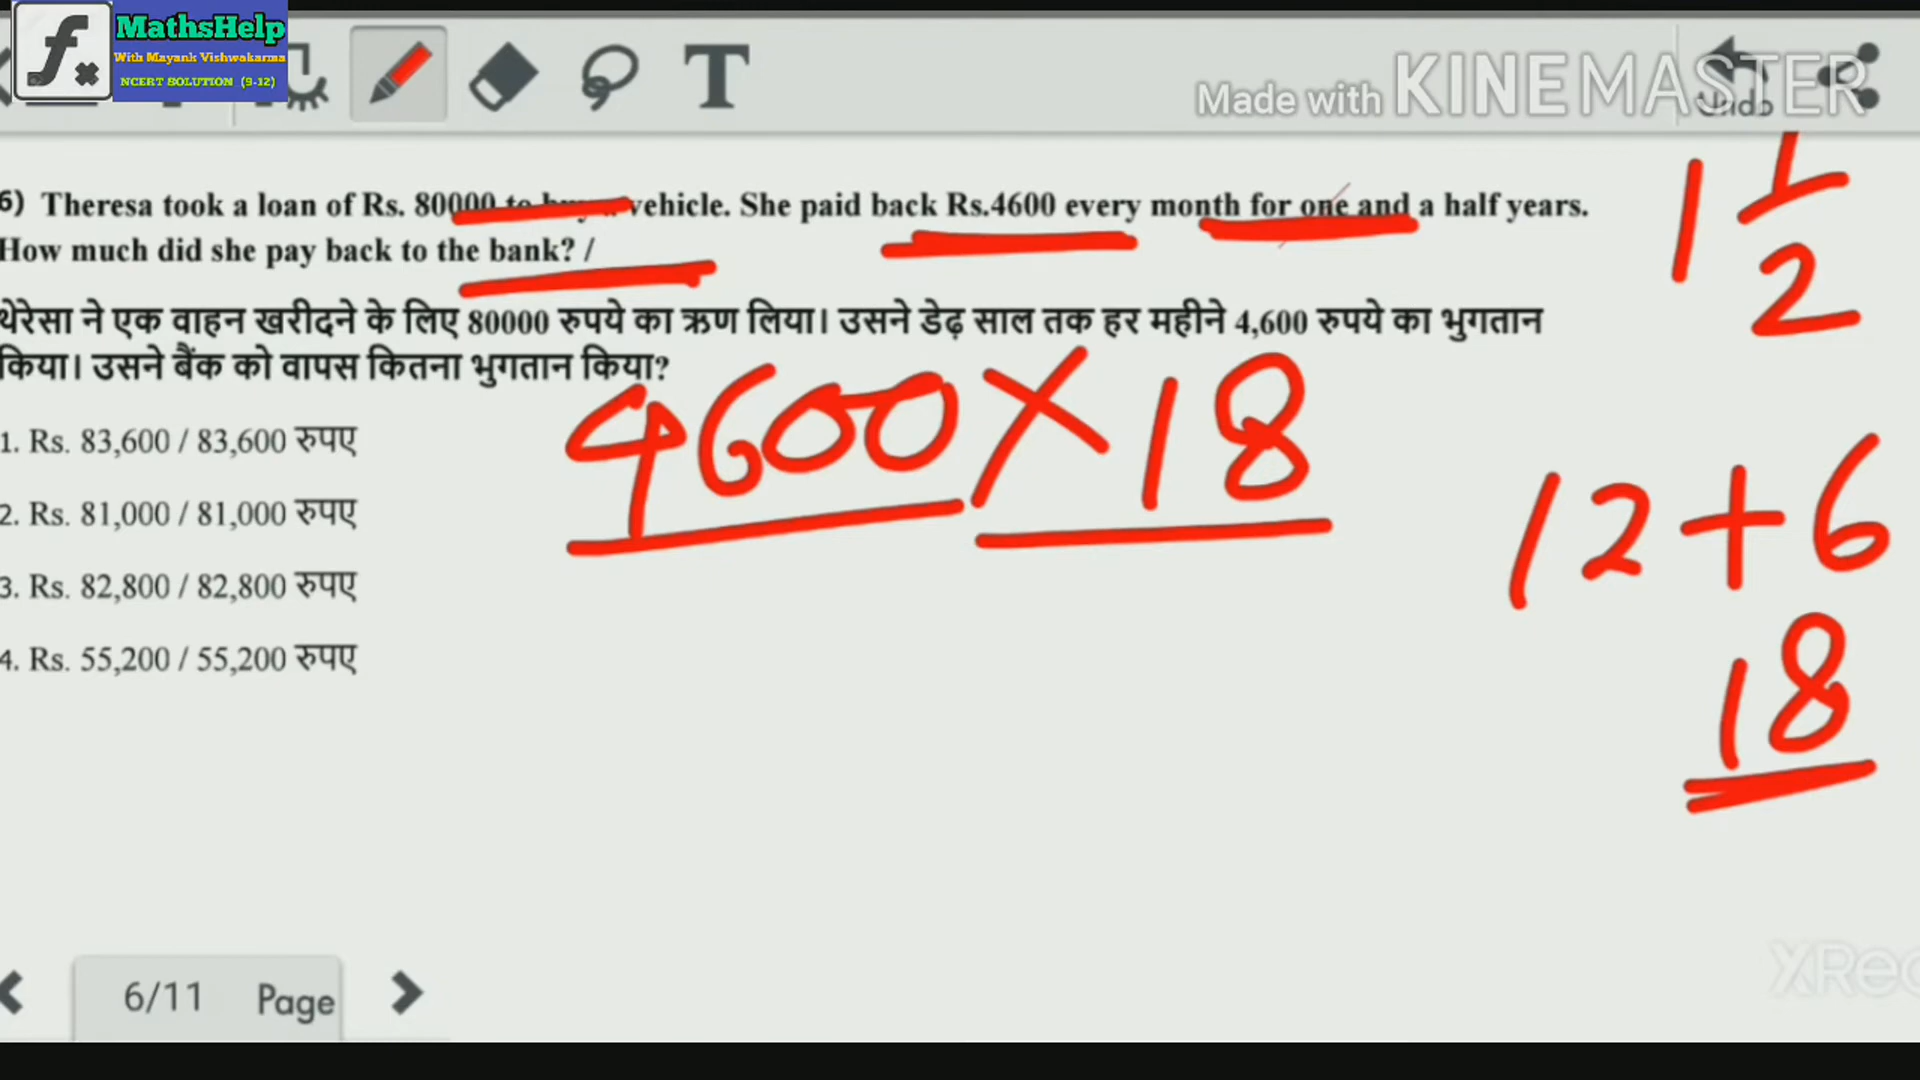 MathsHelp
With Mayank Vishwakarma
NCERT SOLUTION (9-12)
T
Made with KINEMASTER
Undo
6) Theresa took a loan of Rs. 80000 to buy a vehicle. She paid back Rs.4600 every month for one and a half years.
How much did she pay back to the bank? /
थेरेसा ने एक वाहन खरीदने के लिए 80000 रुपये का ऋण लिया। उसने डेढ़ साल तक हर महीने 4,600 रुपये का भुगतान
किया। उसने बैंक को वापस कितना भुगतान किया?
1 1/2
4600 × 18
12+6
18
1. Rs. 83,600 / 83,600 रुपए
2. Rs. 81,000 / 81,000 रुपए
3. Rs. 82,800 / 82,800 रुपए
4. Rs. 55,200 / 55,200 रुपए
6/11 Page